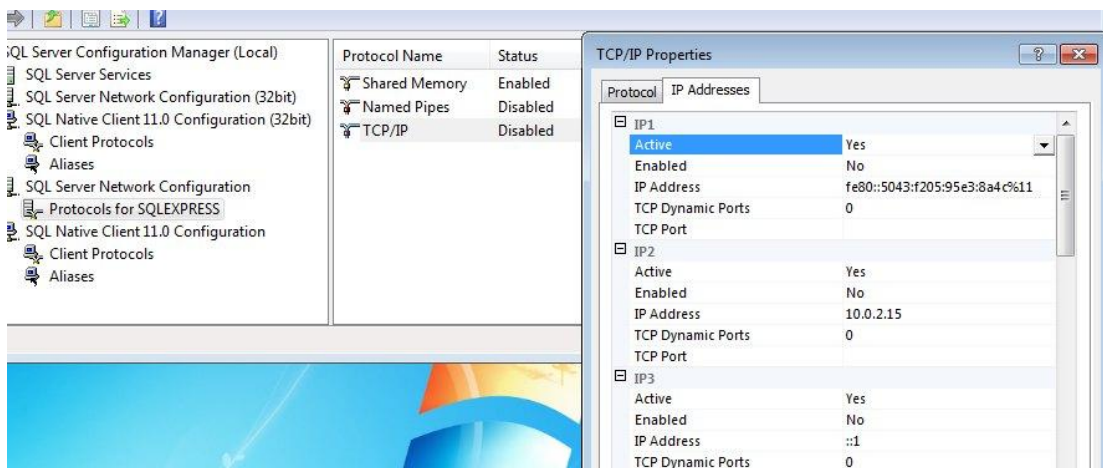 SQL Server Configuration Manager (Local)
SQL Server Services
SQL Server Network Configuration (32bit)
SQL Native Client 11.0 Configuration (32bit)
Client Protocols
Aliases
SQL Server Network Configuration
Protocols for SQLEXPRESS
SQL Native Client 11.0 Configuration
Client Protocols
Aliases
Protocol Name Status
Shared Memory Enabled
Named Pipes Disabled
TCP/IP Disabled
TCP/IP Properties
Protocol IP Addresses
IP1
Active Yes
Enabled No
IP Address fe80::5043:f205:95e3:8a4c%11
TCP Dynamic Ports 0
TCP Port
IP2
Active Yes
Enabled No
IP Address 10.0.2.15
TCP Dynamic Ports 0
TCP Port
IP3
Active Yes
Enabled No
IP Address ::1
TCP Dynamic Ports 0